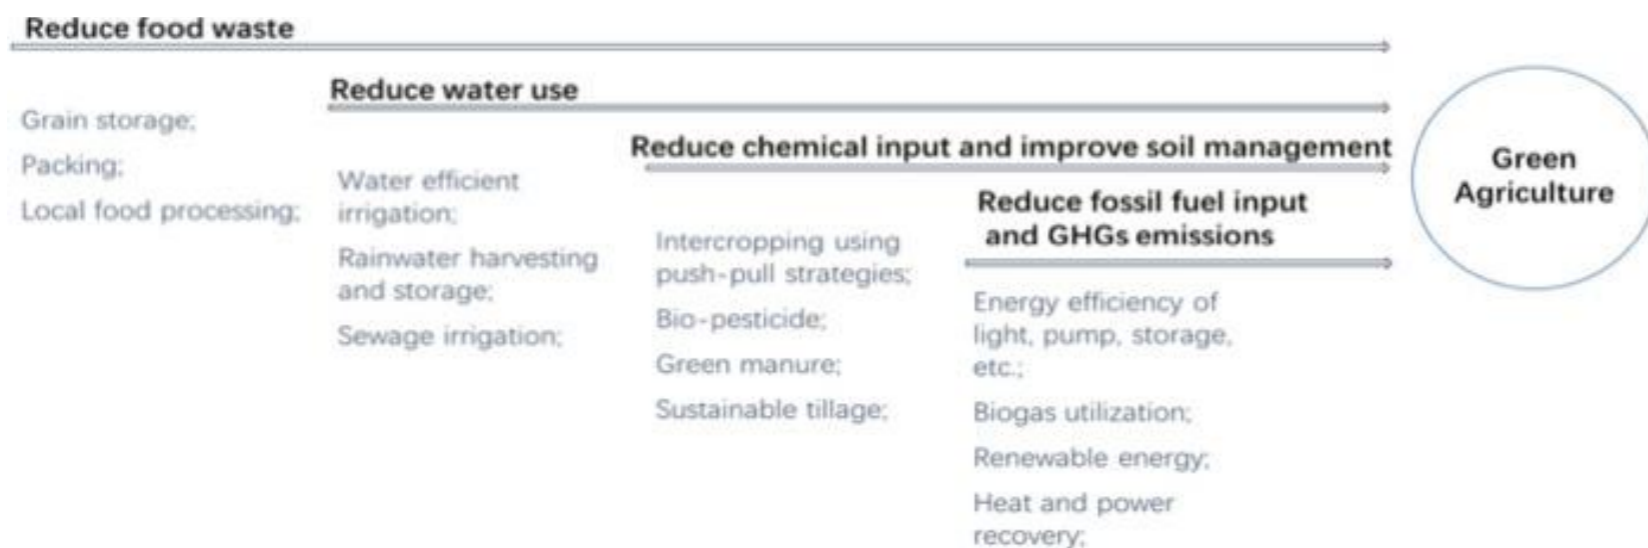 Reduce food waste
Grain storage;
Packing;
Local food processing;
Reduce water use
Water efficient
irrigation;
Rainwater harvesting
and storage;
Sewage irrigation;
Reduce chemical input and improve soil management
Intercropping using
push-pull strategies;
Bio-pesticide;
Green manure;
Sustainable tillage;
Reduce fossil fuel input
and GHGs emissions
Energy efficiency of
light, pump, storage,
etc.;
Biogas utilization;
Renewable energy;
Heat and power
recovery;
Green
Agriculture